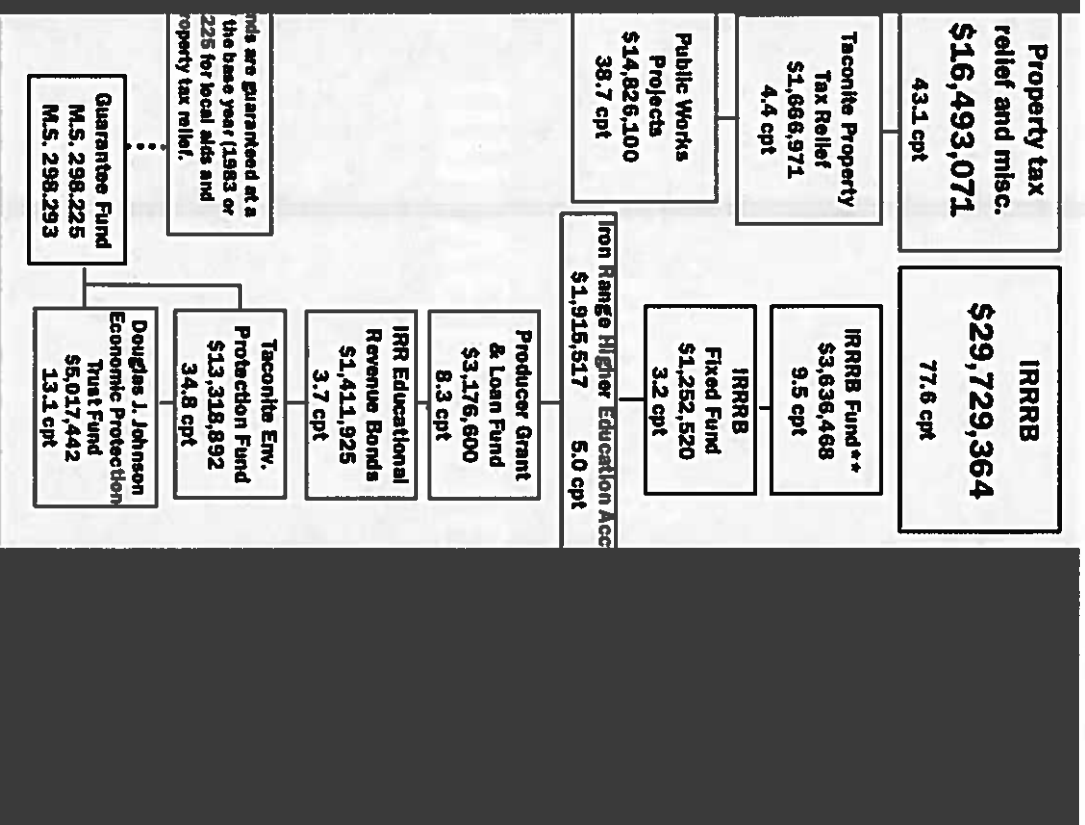 Property tax
relief and misc.
$16,493,071
43.1 cpt
Taconite Property
Tax Relief
$1,666,971
4.4 cpt
Public Works
Projects
$14,826,100
38.7 cpt
nds are guaranteed at a
the base year (1983 or
225 for local aids and
roperty tax relief.
Guarantee Fund
M.S. 298.225
M.S. 298.293
IRRRB
$29,729,364
77.6 cpt
IRRRB Fund**
$3,636,468
9.5 cpt
IRRRB
Fixed Fund
$1,252,520
3.2 cpt
Iron Range Higher Education Acc
$1,915,517 5.0 cpt
Producer Grant
& Loan Fund
$3,176,600
8.3 cpt
IRR Educational
Revenue Bonds
$1,411,925
3.7 cpt
Taconite Env.
Protection Fund
$13,318,892
34.8 cpt
Douglas J. Johnson
Economic Protection
Trust Fund
$5,017,442
13.1 cpt